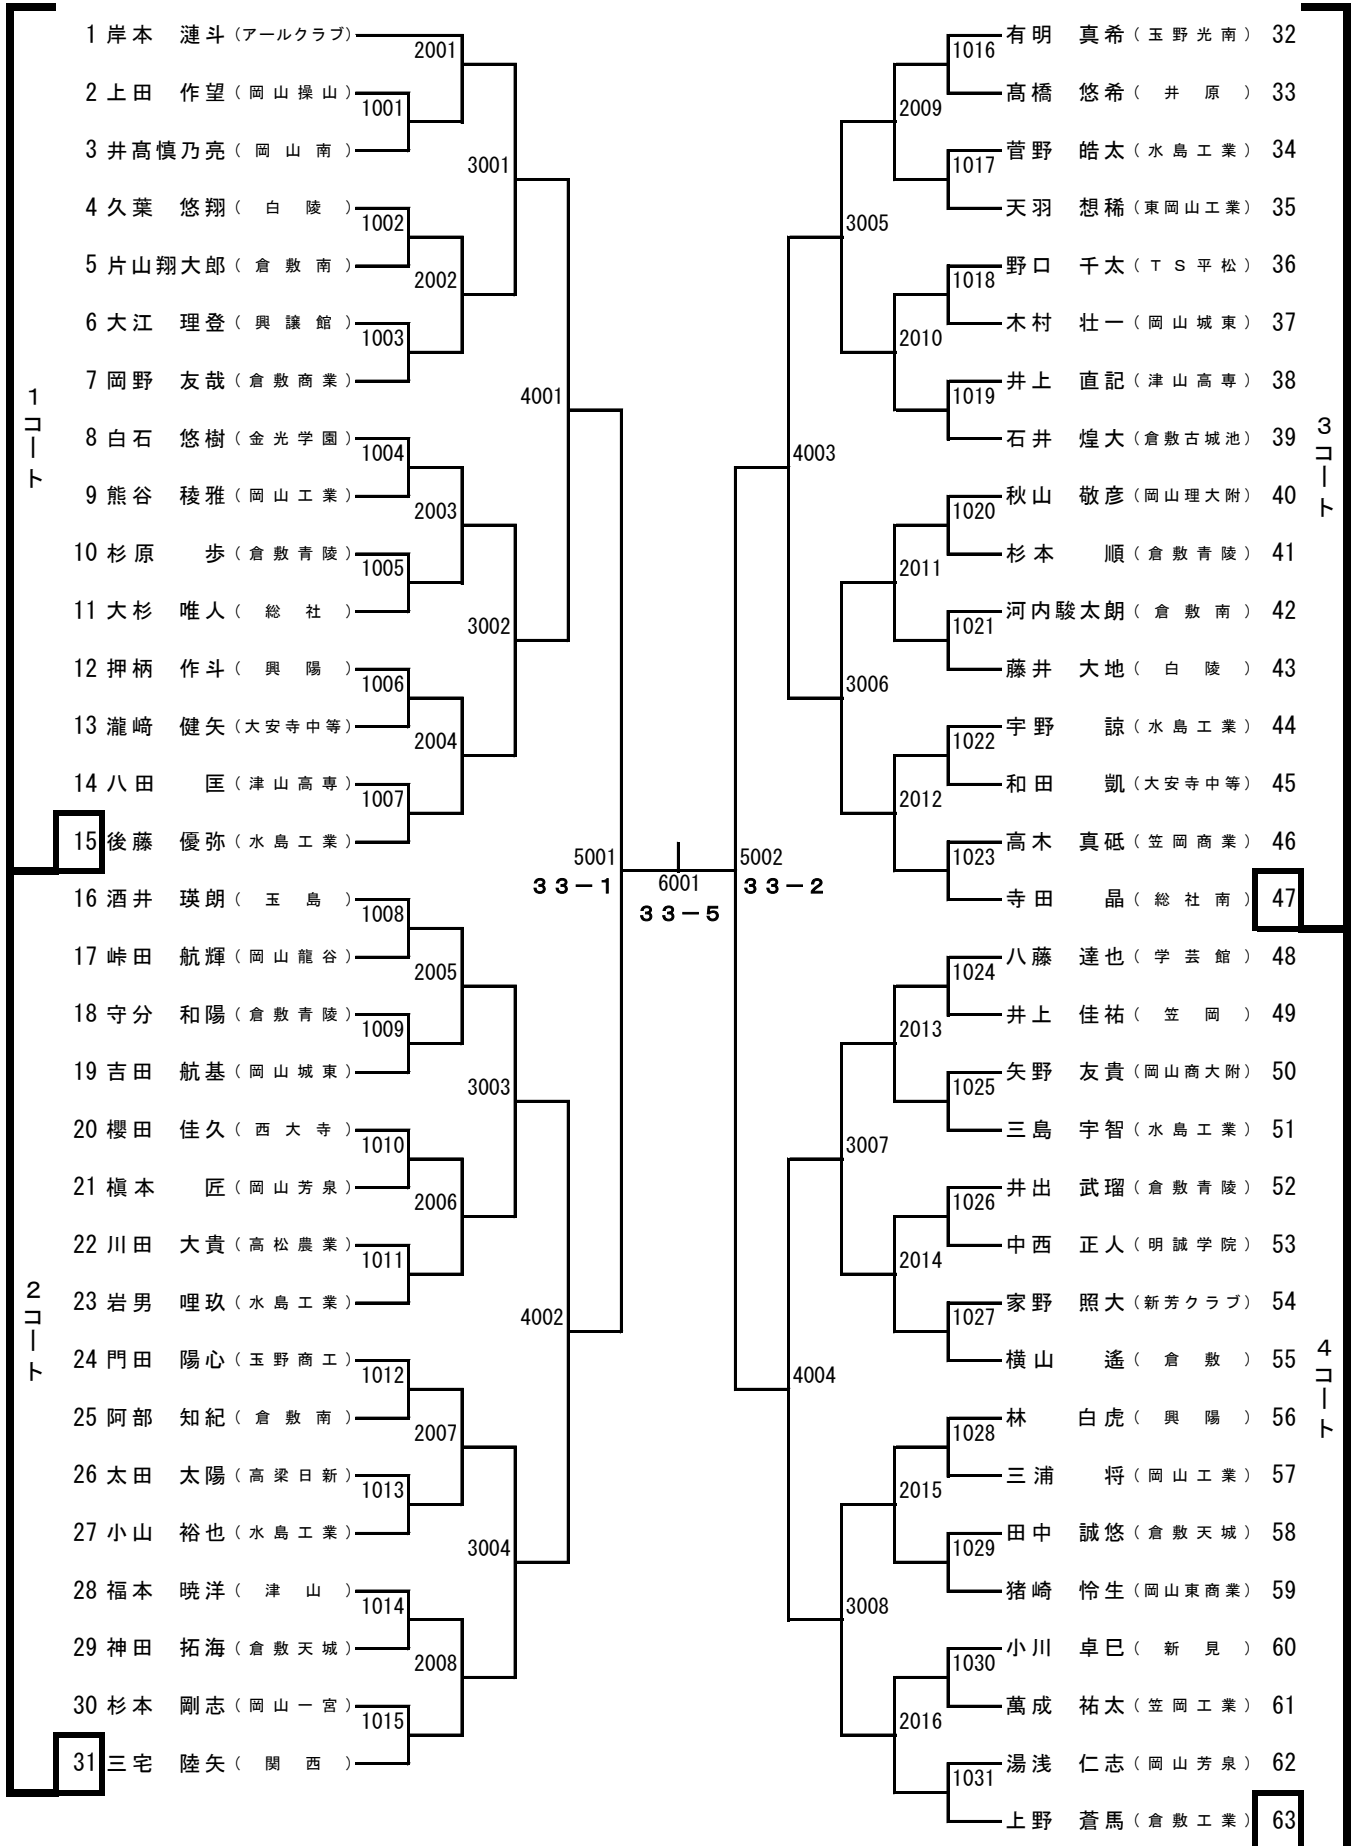 1 岸本 漣斗 (アールクラブ)
2001
2 上田 作望 (岡山操山)
1001
3 井髙慎乃亮 (岡山南)
3001
4 久葉 悠翔 (白陵)
1002
5 片山翔大郎 (倉敷南)
2002
6 大江 理登 (興譲館)
1003
7 岡野 友哉 (倉敷商業)
4001
1コート
8 白石 悠樹 (金光学園)
1004
9 熊谷 稜雅 (岡山工業)
2003
10 杉原 歩 (倉敷青陵)
1005
11 大杉 唯人 (総社)
3002
12 押柄 作斗 (興陽)
1006
13 瀧﨑 健矢 (大安寺中等)
2004
14 八田 匡 (津山高専)
1007
15 後藤 優弥 (水島工業)
5001
33-1
16 酒井 瑛朗 (玉島)
1008
17 峠田 航輝 (岡山龍谷)
2005
18 守分 和陽 (倉敷青陵)
1009
19 吉田 航基 (岡山城東)
3003
20 櫻田 佳久 (西大寺)
1010
21 槇本 匠 (岡山芳泉)
2006
22 川田 大貴 (高松農業)
1011
2コート
23 岩男 哩玖 (水島工業)
4002
24 門田 陽心 (玉野商工)
1012
25 阿部 知紀 (倉敷南)
2007
26 太田 太陽 (高梁日新)
1013
27 小山 裕也 (水島工業)
3004
28 福本 暁洋 (津山)
1014
29 神田 拓海 (倉敷天城)
2008
30 杉本 剛志 (岡山一宮)
1015
31 三宅 陸矢 (関西)
6001
33-5
有明 真希 (玉野光南) 32
1016
髙橋 悠希 (井原) 33
2009
菅野 皓太 (水島工業) 34
1017
天羽 想稀 (東岡山工業) 35
3005
野口 千太 (TS平松) 36
1018
木村 壮一 (岡山城東) 37
2010
井上 直記 (津山高専) 38
1019
石井 煌大 (倉敷古城池) 39
4003
3コート
秋山 敬彦 (岡山理大附) 40
1020
杉本 順 (倉敷青陵) 41
2011
河内駿太朗 (倉敷南) 42
1021
藤井 大地 (白陵) 43
3006
宇野 諒 (水島工業) 44
1022
和田 凱 (大安寺中等) 45
2012
高木 真砥 (笠岡商業) 46
5002
33-2
1023
寺田 晶 (総社南) 47
八藤 達也 (学芸館) 48
1024
井上 佳祐 (笠岡) 49
2013
矢野 友貴 (岡山商大附) 50
1025
三島 宇智 (水島工業) 51
3007
井出 武瑠 (倉敷青陵) 52
1026
中西 正人 (明誠学院) 53
2014
家野 照大 (新芳クラブ) 54
1027
横山 遙 (倉敷) 55
4004
4コート
林 白虎 (興陽) 56
1028
三浦 将 (岡山工業) 57
2015
田中 誠悠 (倉敷天城) 58
1029
猪崎 怜生 (岡山東商業) 59
3008
小川 卓巳 (新見) 60
1030
萬成 祐太 (笠岡工業) 61
2016
湯浅 仁志 (岡山芳泉) 62
1031
上野 蒼馬 (倉敷工業) 63